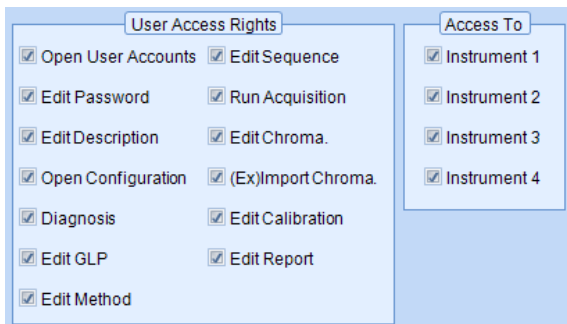 User Access Rights
Open User Accounts
Edit Password
Edit Description
Open Configuration
Diagnosis
Edit GLP
Edit Method
Edit Sequence
Run Acquisition
Edit Chroma.
(Ex)Import Chroma.
Edit Calibration
Edit Report
Access To
Instrument 1
Instrument 2
Instrument 3
Instrument 4